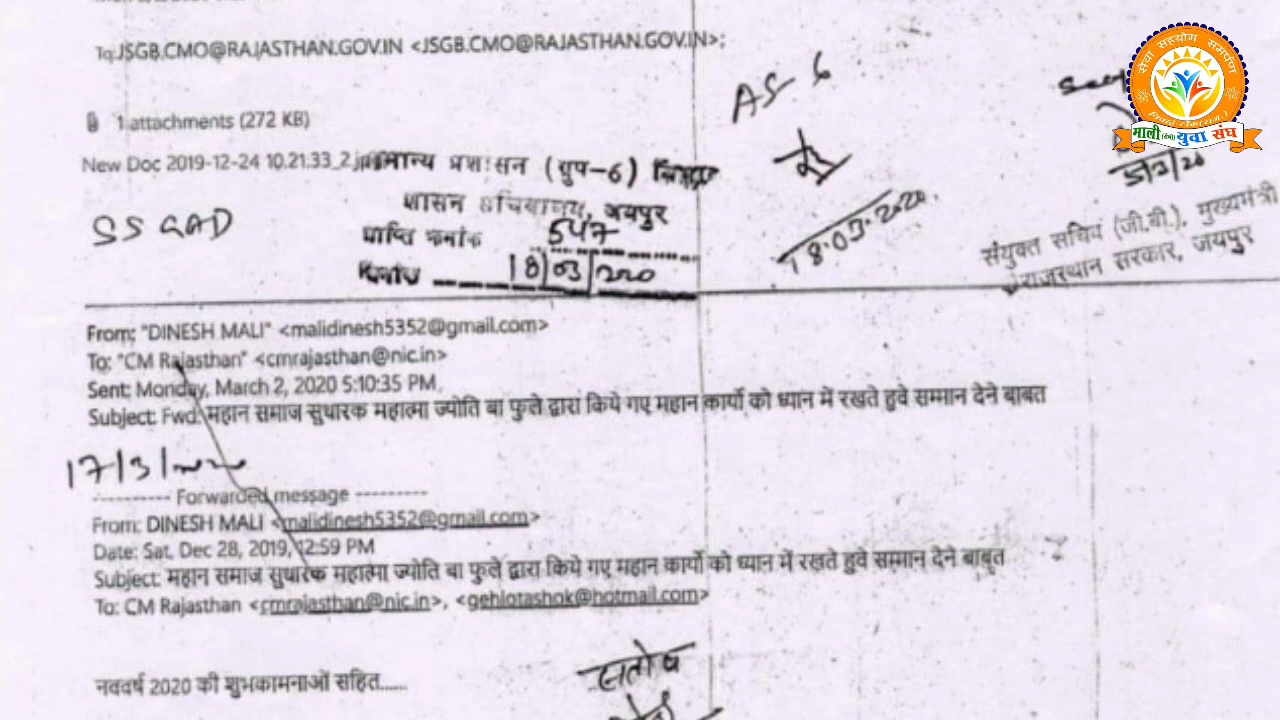 To: JSGB.CMO@RAJASTHAN.GOV.IN <JSGB.CMO@RAJASTHAN.GOV.IN>;
सेवा सहयोग समर्पण
माली (सैनी) युवा संघ
1 attachments (272 KB)
AS 6
New Doc 2019-12-24 10.21.33_2.j
सामान्य प्रशासन (ग्रुप-6) विभाग
शासन सचिवालय, जयपुर
SS GAD
प्राप्ति क्रमांक 547
दिनांक 18/03/2020
18.03.2020
संयुक्त सचिव (जी.बी.), मुख्यमंत्री
राजस्थान सरकार, जयपुर
From: "DINESH MALI" <malidinesh5352@gmail.com>
To: "CM Rajasthan" <cmrajasthan@nic.in>
Sent: Monday, March 2, 2020 5:10:35 PM
Subject: Fwd: महान समाज सुधारक महात्मा ज्योति बा फुले द्वारा किये गए महान कार्यो को ध्यान में रखते हुवे सम्मान देने बाबत
17/3/2020
---------- Forwarded message ---------
From: DINESH MALI <malidinesh5352@gmail.com>
Date: Sat, Dec 28, 2019, 12:59 PM
Subject: महान समाज सुधारक महात्मा ज्योति बा फुले द्वारा किये गए महान कार्यो को ध्यान में रखते हुवे सम्मान देने बाबत
To: CM Rajasthan <cmrajasthan@nic.in>, <gehlotashok@hotmail.com>
नववर्ष 2020 की शुभकामनाओं सहित......